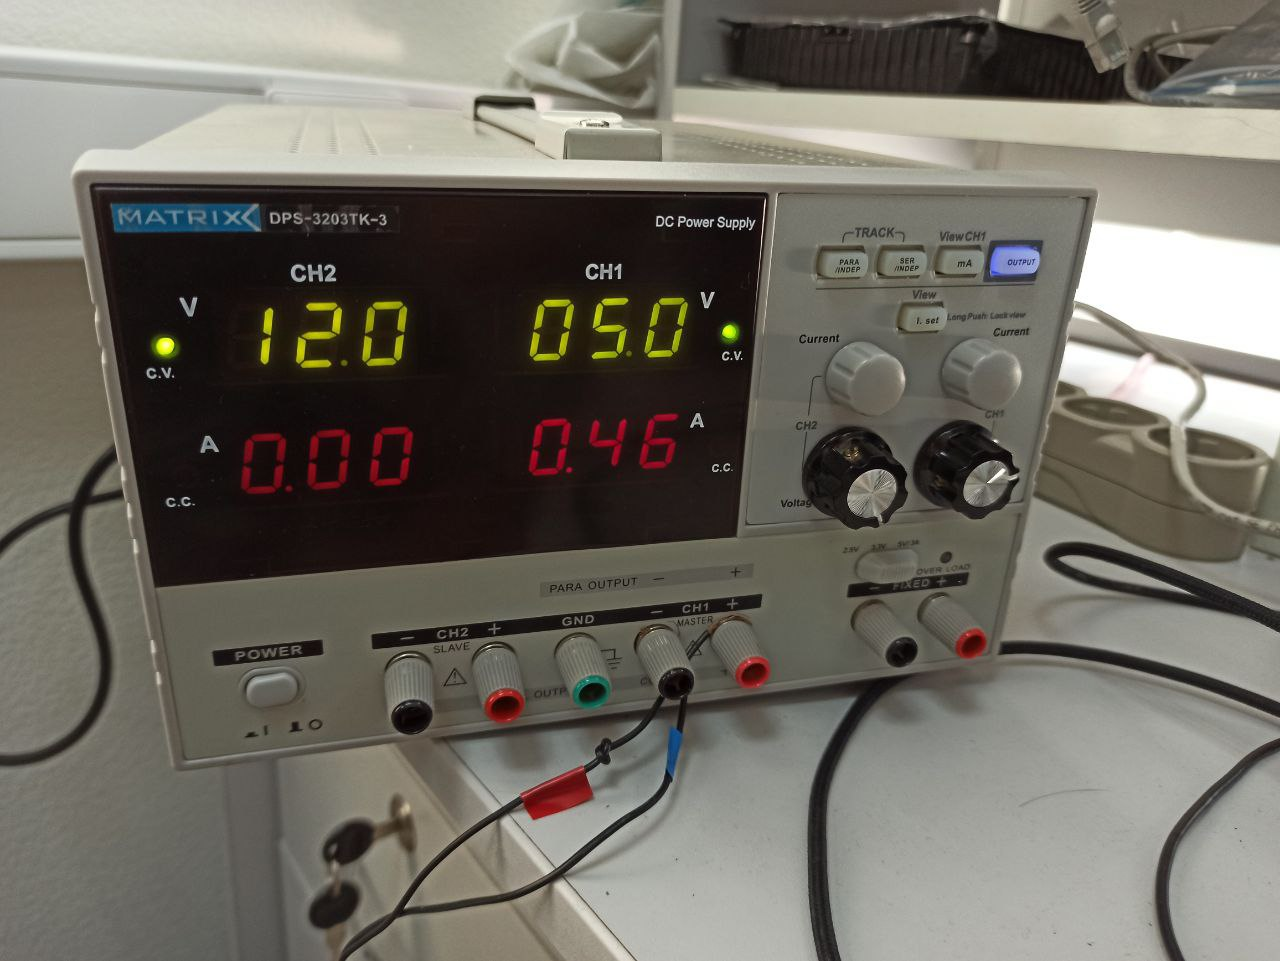 MATRIX DPS-3203TK-3
DC Power Supply
CH2
CH1
V
12.0
05.0
V
C.V.
C.V.
A
0.00
0.46
A
C.C.
C.C.
TRACK
View CH1
PARA
/INDEP
SER
/INDEP
mA
OUTPUT
View
I. set
Long Push: Lock view
Current
Current
CH2
CH1
2.5V 3.3V 5V/3A
OVER LOAD
FIXED
- +
PARA OUTPUT - +
POWER
- CH2 +
SLAVE
GND
- CH1 +
MASTER